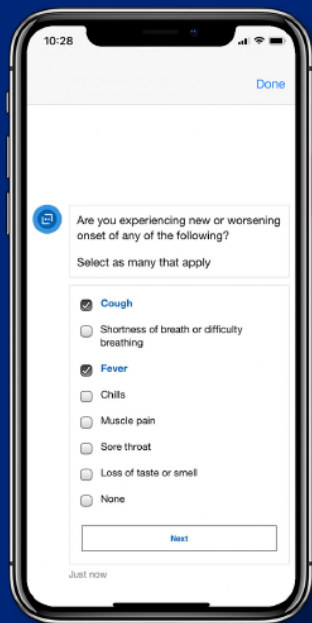 10:28
Done
Are you experiencing new or worsening
onset of any of the following?
Select as many that apply
Cough
Shortness of breath or difficulty
breathing
Fever
Chills
Muscle pain
Sore throat
Loss of taste or smell
None
Next
Just now